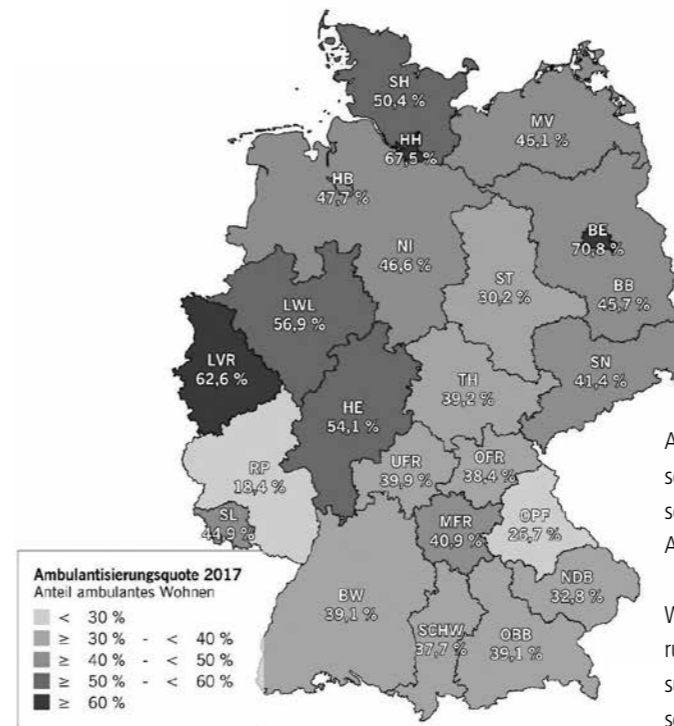 SH
50,4 %
HH
67,5 %
MV
46,1 %
HB
47,7 %
NI
46,6 %
BE
70,8 %
BB
45,7 %
ST
30,2 %
LWL
56,9 %
LVR
62,6 %
HE
54,1 %
TH
39,2 %
SN
41,4 %
RP
18,4 %
SL
44,9 %
UFR
39,9 %
OFR
38,4 %
MFR
40,9 %
OPF
26,7 %
NDB
32,8 %
BW
39,1 %
SCHW
37,7 %
OBB
39,1 %
Ambulantisierungsquote 2017
Anteil ambulantes Wohnen
< 30 %
≥ 30 % - < 40 %
≥ 40 % - < 50 %
≥ 50 % - < 60 %
≥ 60 %